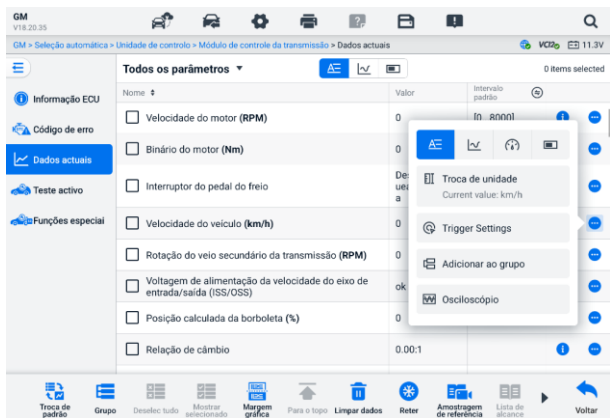 GM
V18.20.35
GM > Seleção automática > Unidade de controlo > Módulo de controle da transmissão > Dados actuais
VCI 11.3V
Todos os parâmetros
0 items selected
Nome
Valor
Intervalo padrão
Informação ECU
Código de erro
Dados actuais
Teste activo
Funções especiai
Velocidade do motor (RPM)
0
[0 8000]
Binário do motor (Nm)
0
Interruptor do pedal do freio
Des
uea
a
Velocidade do veículo (km/h)
0
Rotação do veio secundário da transmissão (RPM)
0
Voltagem de alimentação da velocidade do eixo de
entrada/saída (ISS/OSS)
ok
Posição calculada da borboleta (%)
0
Relação de câmbio
0.00:1
Troca de unidade
Current value: km/h
Trigger Settings
Adicionar ao grupo
Osciloscópio
Troca de
padrão
Grupo
Deselec tudo
Mostrar
selecionado
Margem
gráfica
Para o topo
Limpar dados
Reter
Amostragem
de referência
Lista de
alcance
Voltar